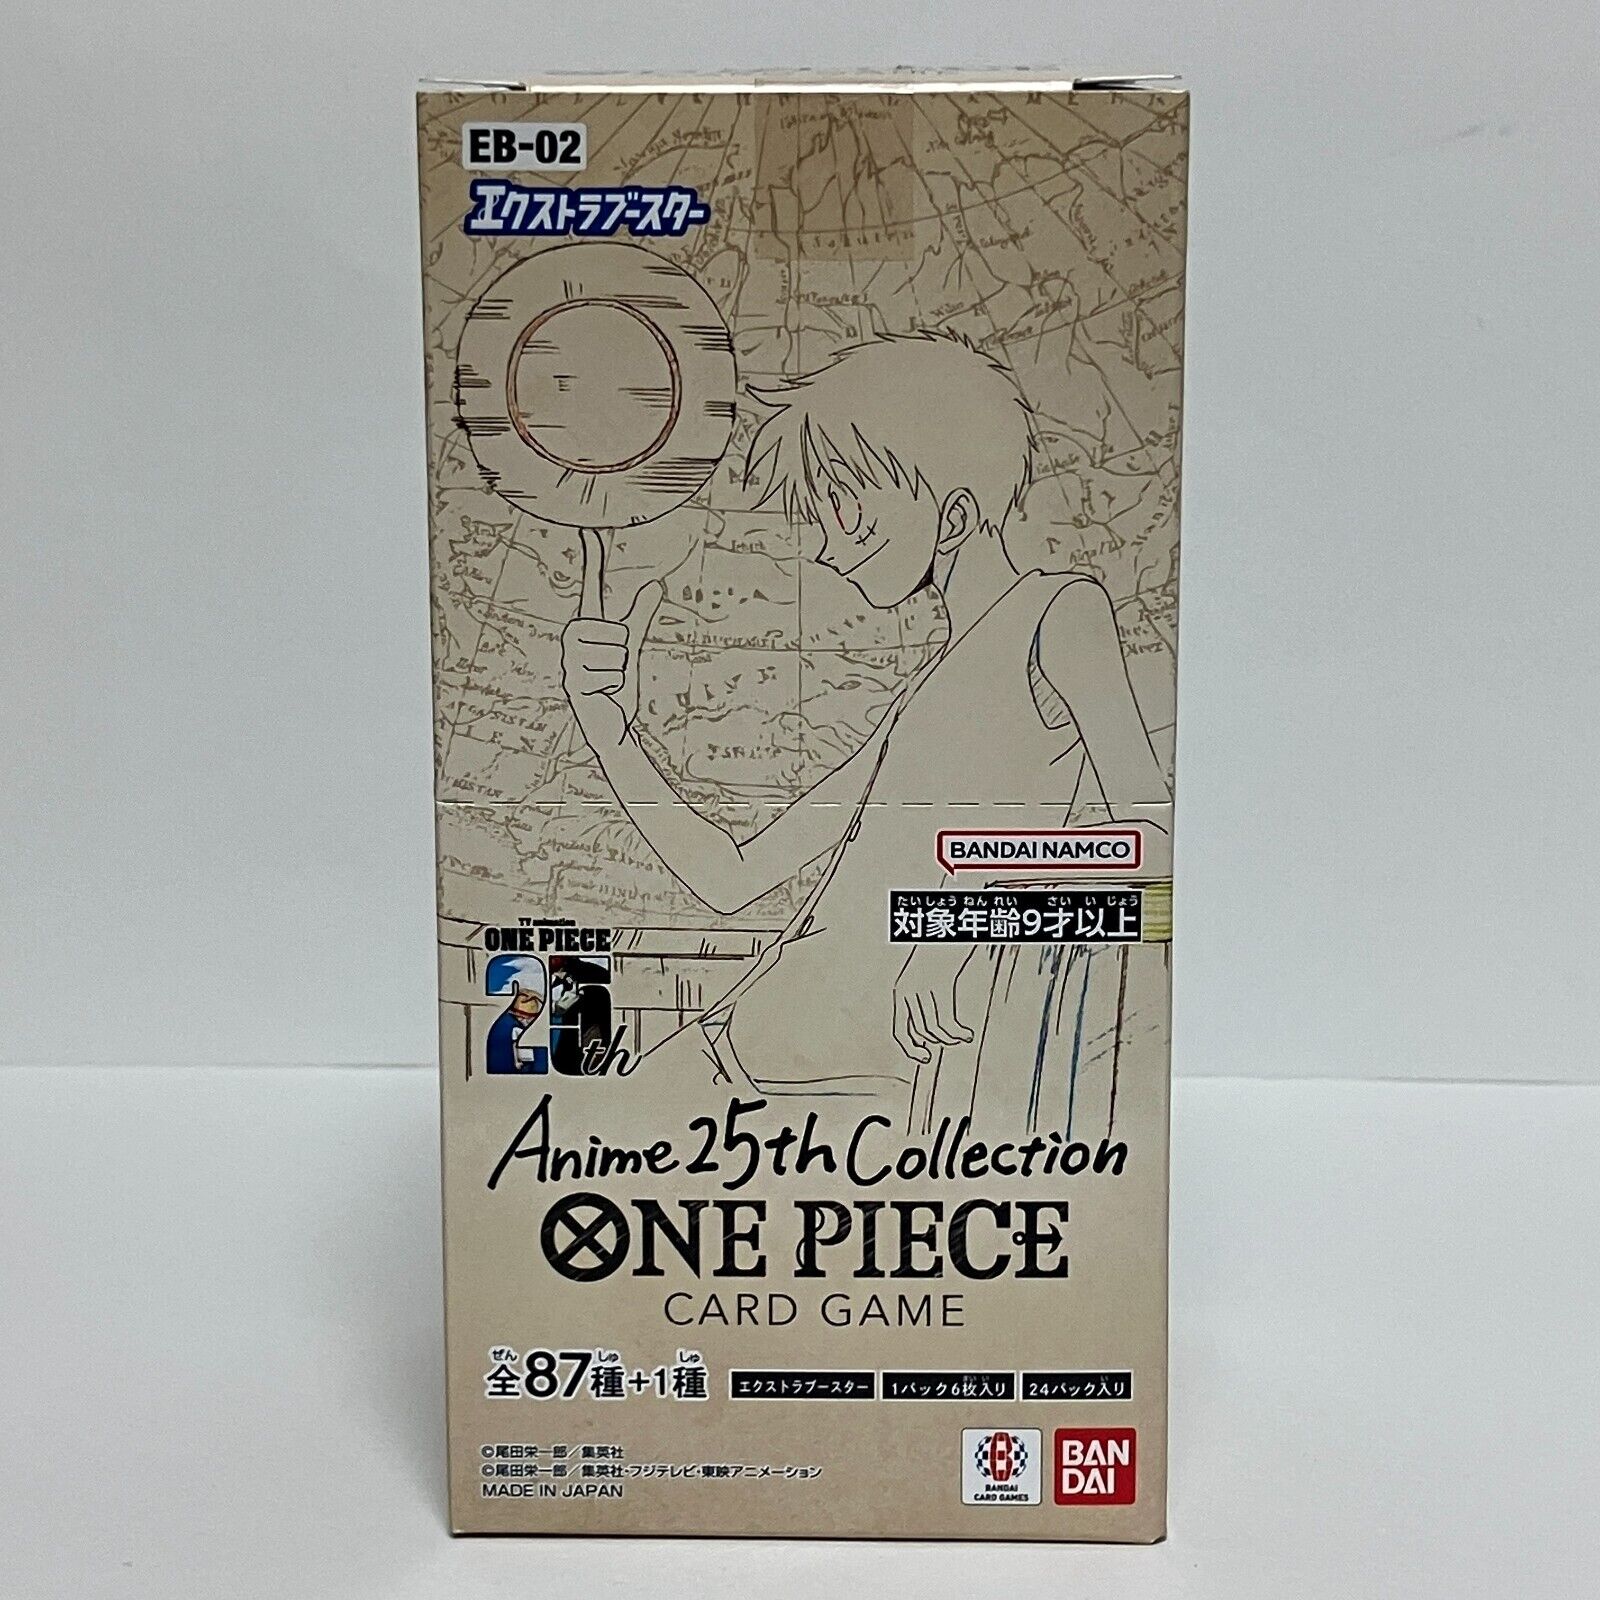 EB-02
エクストラブースター
BANDAI NAMCO
たいしょうねんれい さいいじょう
対象年齢9才以上
TV animation
ONE PIECE
25th
Anime 25th Collection
ONE PIECE
CARD GAME
ぜん しゅ しゅ
全87種+1種
エクストラブースター
1パック6枚入り
24パック入り
©尾田栄一郎/集英社
©尾田栄一郎/集英社・フジテレビ・東映アニメーション
MADE IN JAPAN
BANDAI
CARD GAMES
BAN
DAI